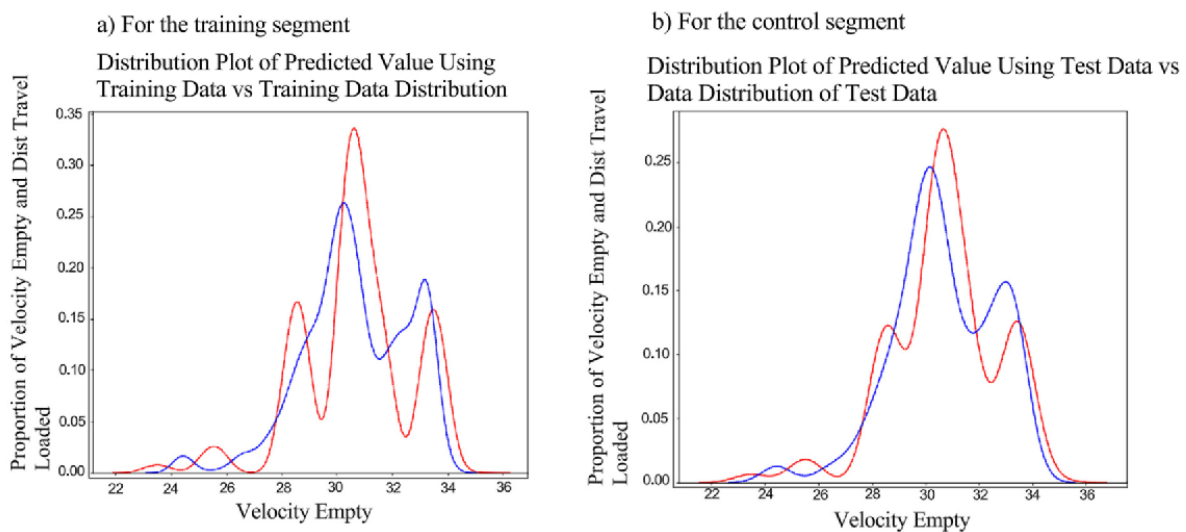 a) For the training segment
Distribution Plot of Predicted Value Using
Training Data vs Training Data Distribution
Proportion of Velocity Empty and Dist Travel
Loaded
0.35
0.30
0.25
0.20
0.15
0.10
0.05
0.00
22 24 26 28 30 32 34 36
Velocity Empty
b) For the control segment
Distribution Plot of Predicted Value Using Test Data vs
Data Distribution of Test Data
Proportion of Velocity Empty and Dist Travel
Loaded
0.25
0.20
0.15
0.10
0.05
0.00
22 24 26 28 30 32 34 36
Velocity Empty